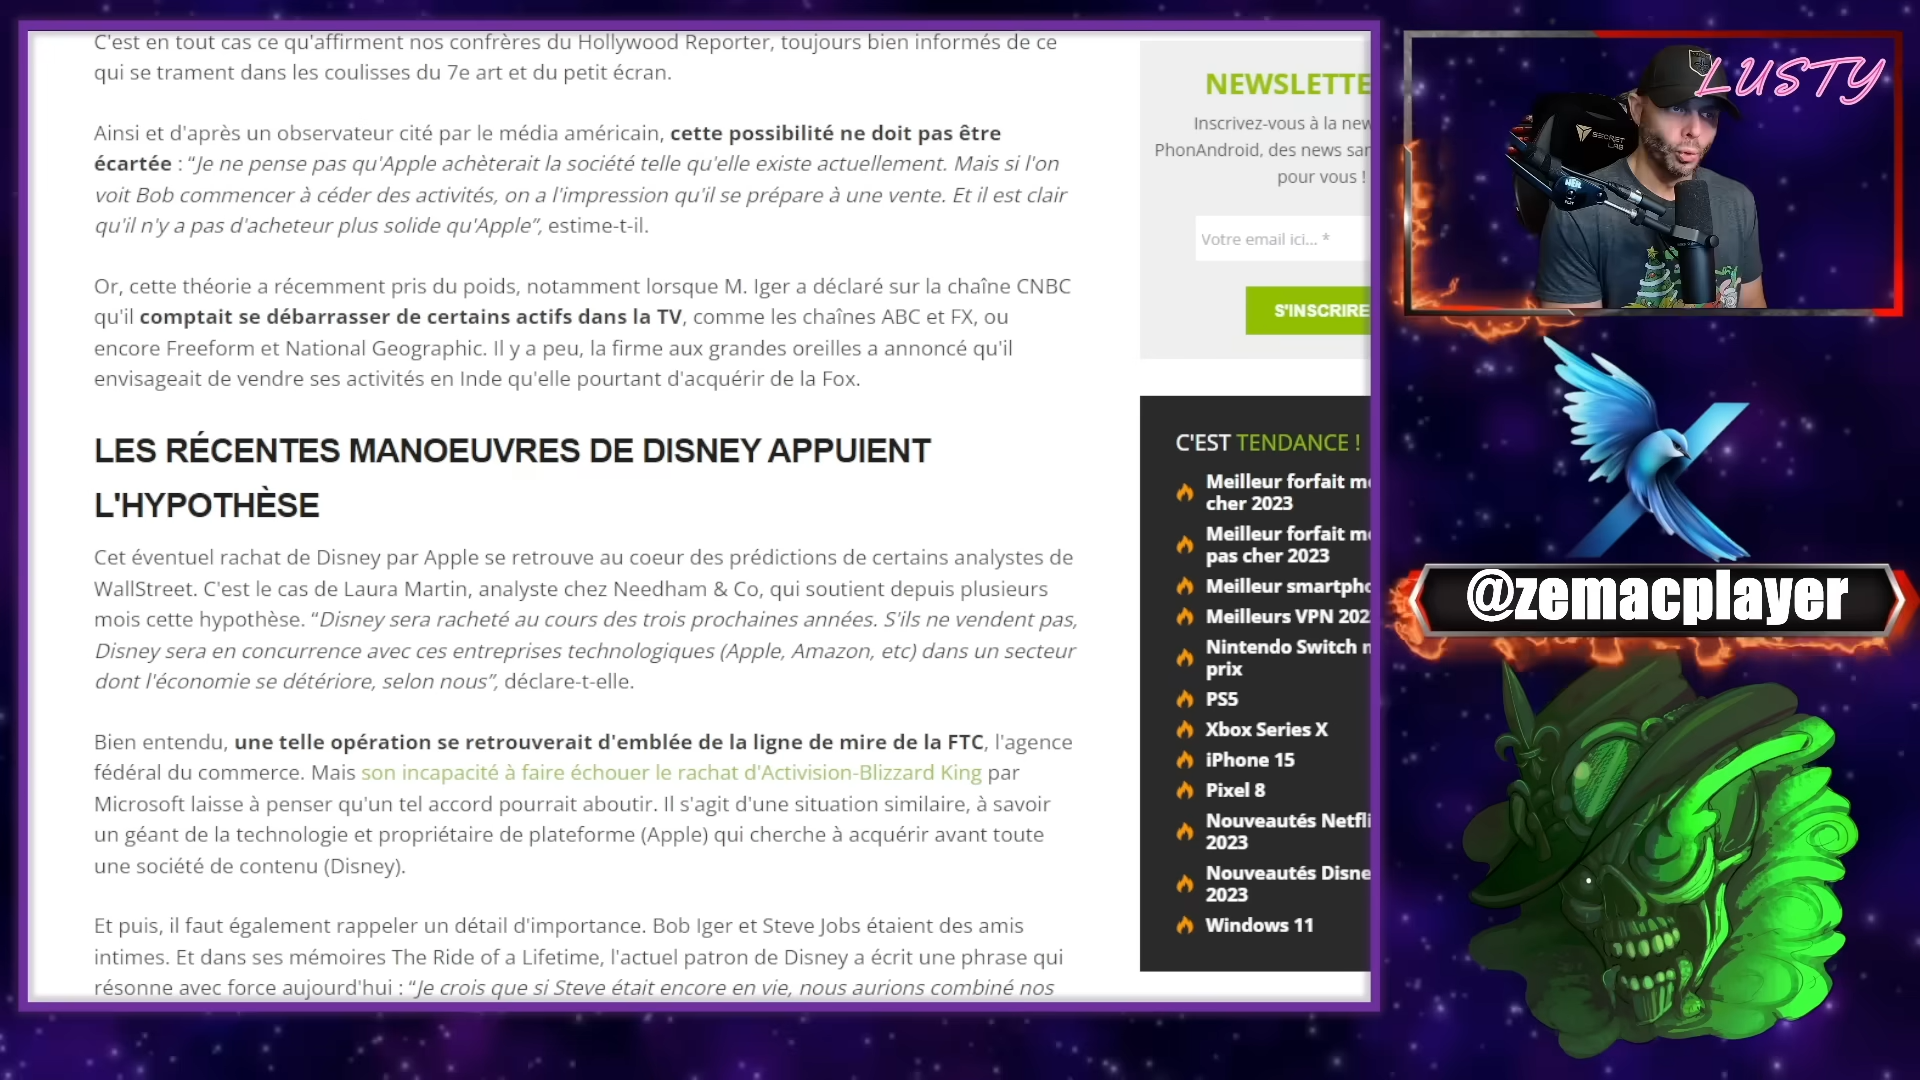 C'est en tout cas ce qu'affirment nos confrères du Hollywood Reporter, toujours bien informés de ce
qui se trament dans les coulisses du 7e art et du petit écran.
Ainsi et d'après un observateur cité par le média américain, cette possibilité ne doit pas être
écartée : “Je ne pense pas qu'Apple achèterait la société telle qu'elle existe actuellement. Mais si l'on
voit Bob commencer à céder des activités, on a l'impression qu'il se prépare à une vente. Et il est clair
qu'il n'y a pas d'acheteur plus solide qu'Apple”, estime-t-il.
Or, cette théorie a récemment pris du poids, notamment lorsque M. Iger a déclaré sur la chaîne CNBC
qu'il comptait se débarrasser de certains actifs dans la TV, comme les chaînes ABC et FX, ou
encore Freeform et National Geographic. Il y a peu, la firme aux grandes oreilles a annoncé qu'il
envisageait de vendre ses activités en Inde qu'elle pourtant d'acquérir de la Fox.
LES RÉCENTES MANOEUVRES DE DISNEY APPUIENT
L'HYPOTHÈSE
Cet éventuel rachat de Disney par Apple se retrouve au coeur des prédictions de certains analystes de
WallStreet. C'est le cas de Laura Martin, analyste chez Needham & Co, qui soutient depuis plusieurs
mois cette hypothèse. “Disney sera racheté au cours des trois prochaines années. S'ils ne vendent pas,
Disney sera en concurrence avec ces entreprises technologiques (Apple, Amazon, etc) dans un secteur
dont l'économie se détériore, selon nous”, déclare-t-elle.
Bien entendu, une telle opération se retrouverait d'emblée de la ligne de mire de la FTC, l'agence
fédéral du commerce. Mais son incapacité à faire échouer le rachat d'Activision-Blizzard King par
Microsoft laisse à penser qu'un tel accord pourrait aboutir. Il s'agit d'une situation similaire, à savoir
un géant de la technologie et propriétaire de plateforme (Apple) qui cherche à acquérir avant toute
une société de contenu (Disney).
Et puis, il faut également rappeler un détail d'importance. Bob Iger et Steve Jobs étaient des amis
intimes. Et dans ses mémoires The Ride of a Lifetime, l'actuel patron de Disney a écrit une phrase qui
résonne avec force aujourd'hui : “Je crois que si Steve était encore en vie, nous aurions combiné nos
NEWSLETTE
Inscrivez-vous à la new
PhonAndroid, des news sar
pour vous !
Votre email ici... *
S'INSCRIRE
C'EST TENDANCE !
Meilleur forfait m
cher 2023
Meilleur forfait m
pas cher 2023
Meilleur smartpho
Meilleurs VPN 202
Nintendo Switch
prix
PS5
Xbox Series X
iPhone 15
Pixel 8
Nouveautés Netfli
2023
Nouveautés Disne
2023
Windows 11
LUSTY
SECRET
LAB
@zemacplayer